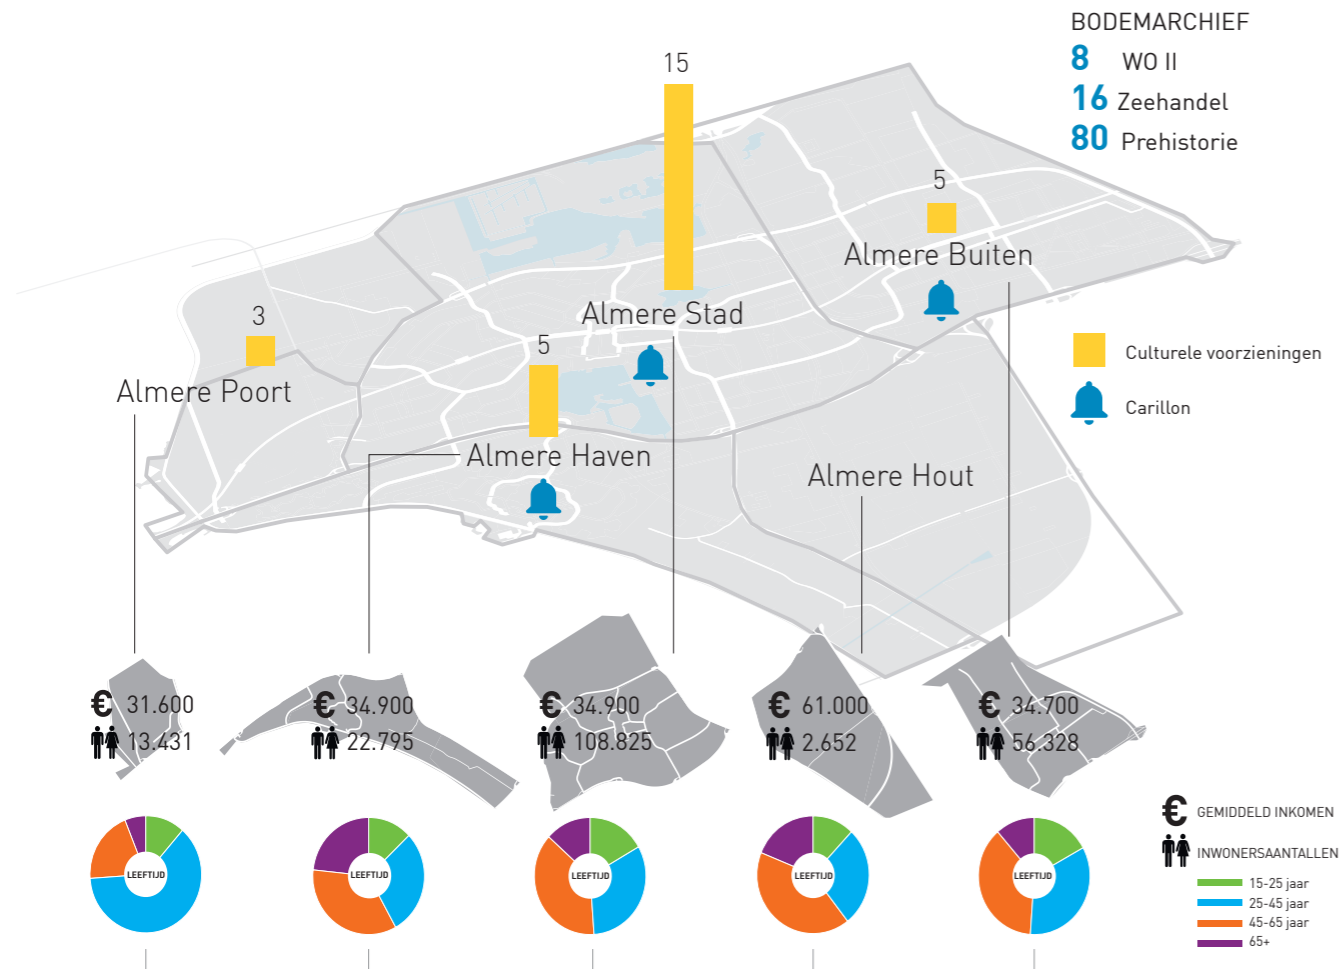 BODEMARCHIEF
8 WO II
16 Zeehandel
80 Prehistorie
15
5
Almere Buiten
3
Almere Stad
5
Almere Poort
Culturele voorzieningen
Carillon
Almere Haven
Almere Hout
€ 31.600
13.431
€ 34.900
22.795
€ 34.900
108.825
€ 61.000
2.652
€ 34.700
56.328
LEEFTIJD
LEEFTIJD
LEEFTIJD
LEEFTIJD
LEEFTIJD
€ GEMIDDELD INKOMEN
INWONERSAANTALLEN
15-25 jaar
25-45 jaar
45-65 jaar
65+